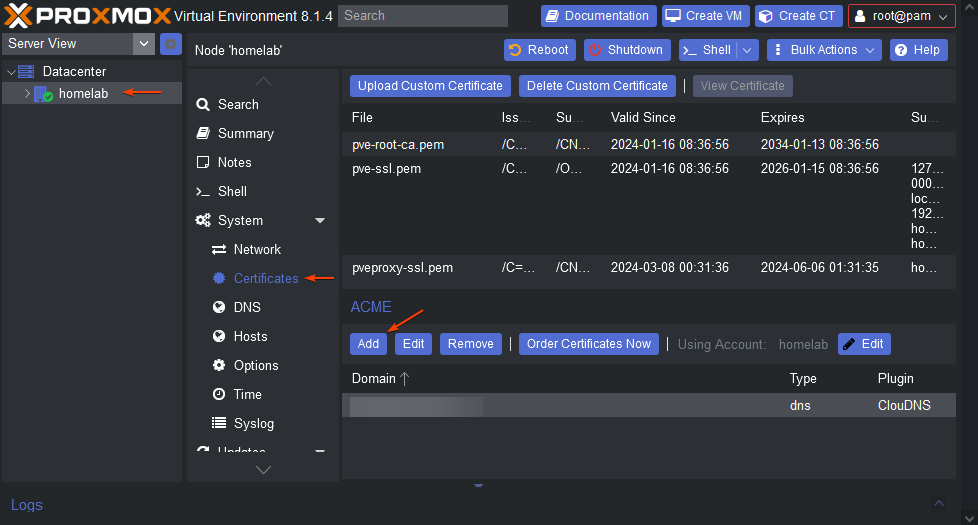 PROXMOX Virtual Environment 8.1.4 Search Documentation Create VM Create CT root@pam
Server View
Node 'homelab' Reboot Shutdown Shell Bulk Actions Help
Datacenter
homelab
Search
Summary
Notes
Shell
System
Network
Certificates
DNS
Hosts
Options
Time
Syslog
Updates
Upload Custom Certificate Delete Custom Certificate View Certificate
File Iss… Su… Valid Since Expires Su…
pve-root-ca.pem /C… /CN… 2024-01-16 08:36:56 2034-01-13 08:36:56
pve-ssl.pem /C… /O… 2024-01-16 08:36:56 2026-01-15 08:36:56 127…
000…
loc…
192…
ho…
ho…
pveproxy-ssl.pem /C=… /CN… 2024-03-08 00:31:36 2024-06-06 01:31:35 ho…
ACME
Add Edit Remove Order Certificates Now Using Account: homelab Edit
Domain Type Plugin
dns ClouDNS
Logs